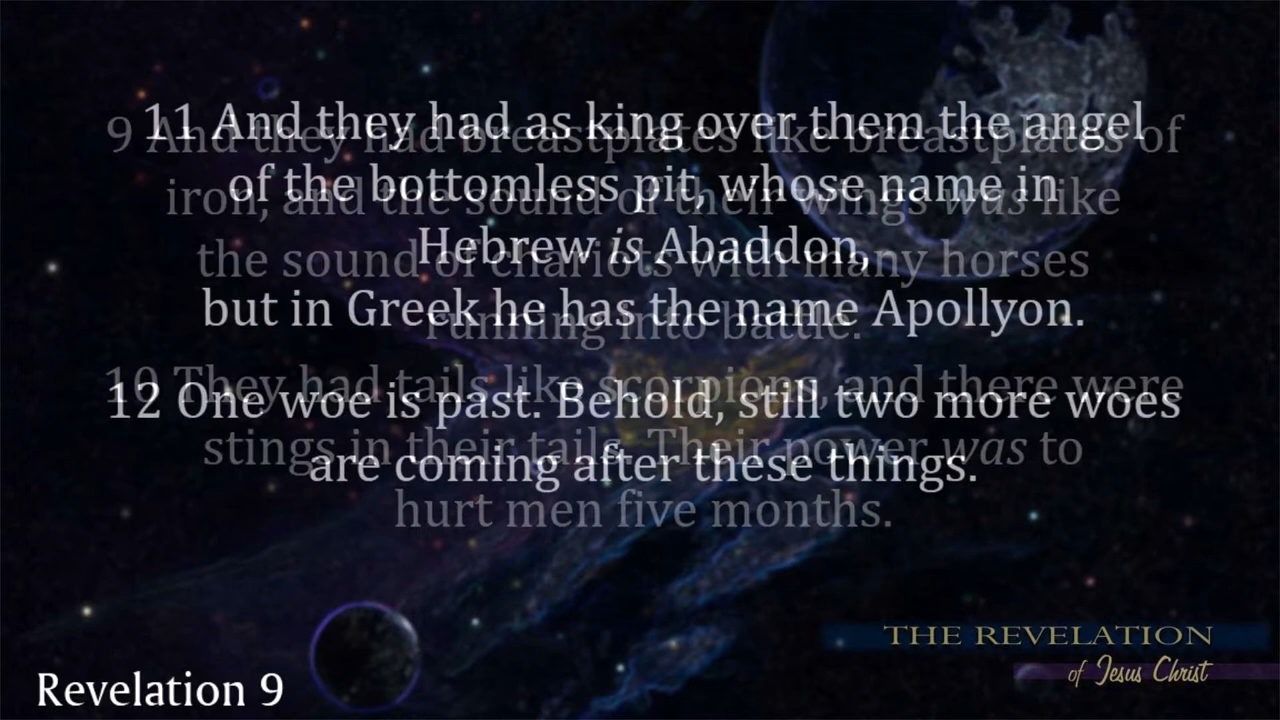 9 And they had breastplates like breastplates of
iron, and the sound of their wings was like
the sound of chariots with many horses
running into battle.
10 They had tails like scorpions, and there were
stings in their tails. Their power was to
hurt men five months.
11 And they had as king over them the angel
of the bottomless pit, whose name in
Hebrew is Abaddon,
but in Greek he has the name Apollyon.
12 One woe is past. Behold, still two more woes
are coming after these things.
THE REVELATION
of Jesus Christ
Revelation 9